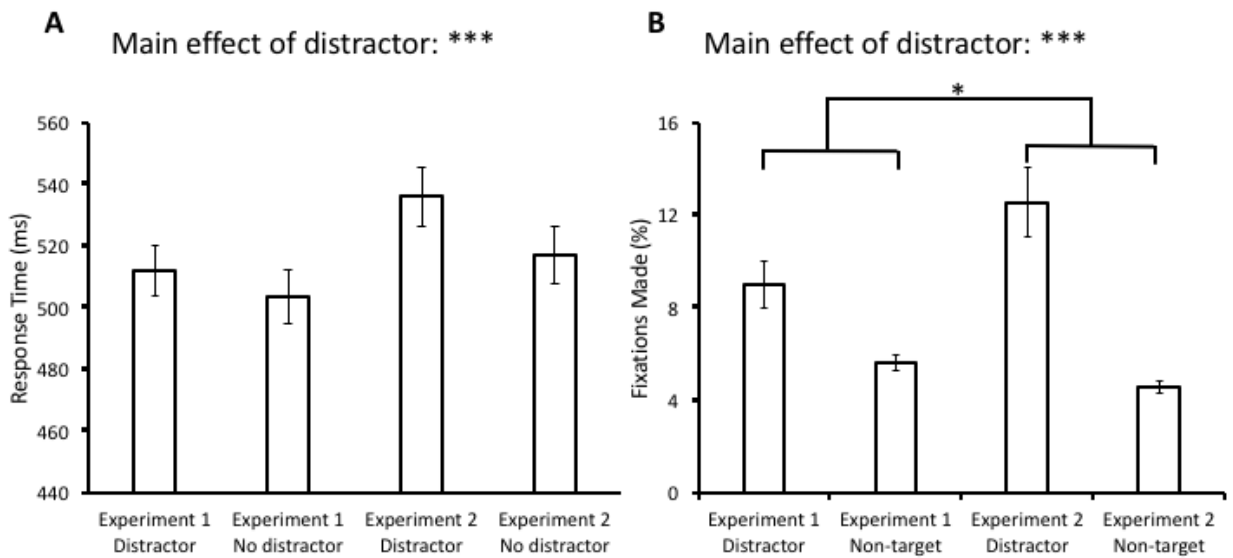 A
Main effect of distractor: ***
560
540
520
500
480
460
440
Response Time (ms)
Experiment 1
Distractor
Experiment 1
No distractor
Experiment 2
Distractor
Experiment 2
No distractor
B
Main effect of distractor: ***
*
16
12
8
4
0
Fixations Made (%)
Experiment 1
Distractor
Experiment 1
Non-target
Experiment 2
Distractor
Experiment 2
Non-target